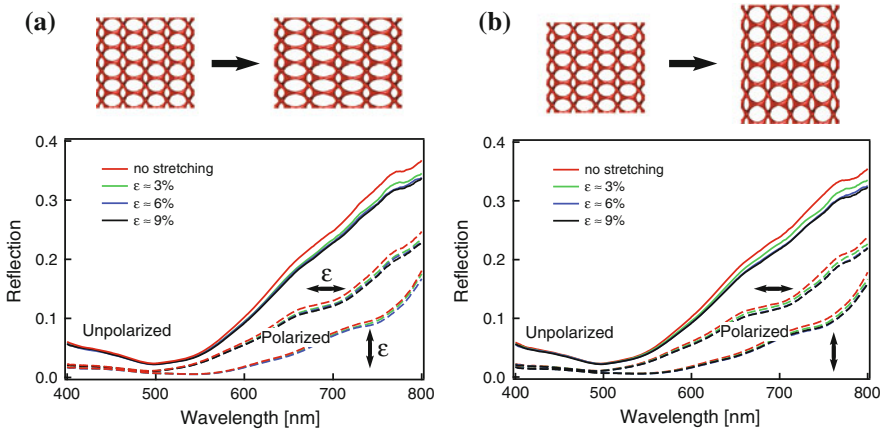 (a)
0.4
0.3
0.2
0.1
0.0
Reflection
no stretching
ε ≈ 3%
ε ≈ 6%
ε ≈ 9%
ε
Unpolarized
Polarized
ε
400 500 600 700 800
Wavelength [nm]
(b)
0.4
0.3
0.2
0.1
0.0
Reflection
no stretching
ε ≈ 3%
ε ≈ 6%
ε ≈ 9%
Unpolarized
Polarized
400 500 600 700 800
Wavelength [nm]